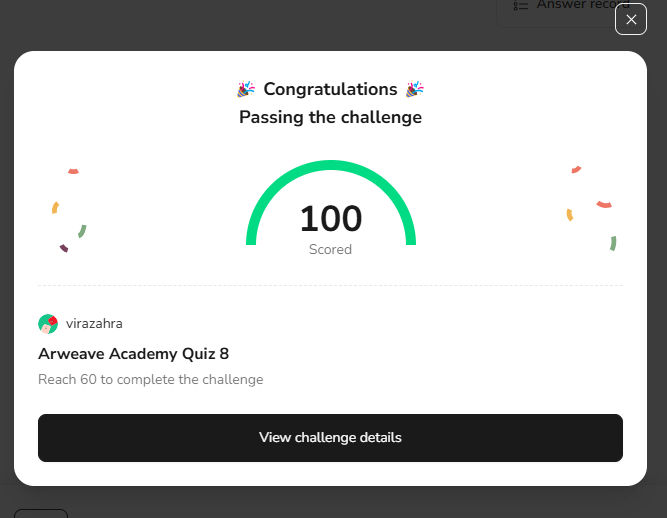 Answer record
Congratulations
Passing the challenge
100
Scored
virazahra
Arweave Academy Quiz 8
Reach 60 to complete the challenge
View challenge details